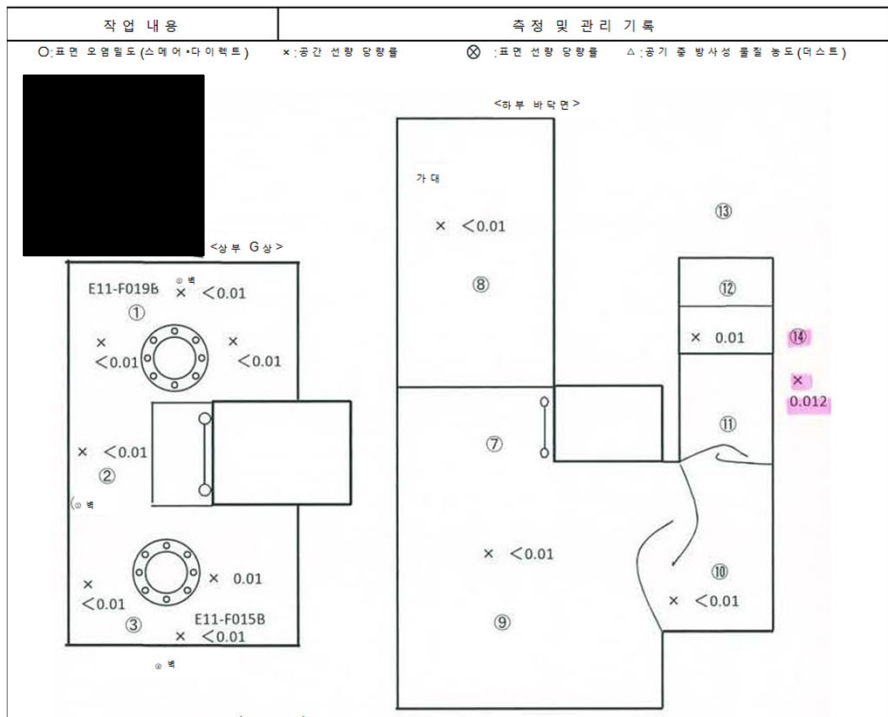 작업 내용
측정 및 관리 기록
○:표면 오염밀도(스메어•다이렉트) ×:공간 선량 당량률 ⊗:표면 선량 당량률 △:공기 중 방사성 물질 농도(더스트)
<하부 바닥면>
가대
× <0.01
⑧
⑬
<상부 G상>
벽
E11-F019B
× <0.01
①
×
<0.01
×
<0.01
⑫
× 0.01
⑭
×
0.012
⑪
⑦
× <0.01
②
벽
× <0.01
⑩
× <0.01
⑨
× 0.01
×
<0.01
③
E11-F015B
× <0.01
벽